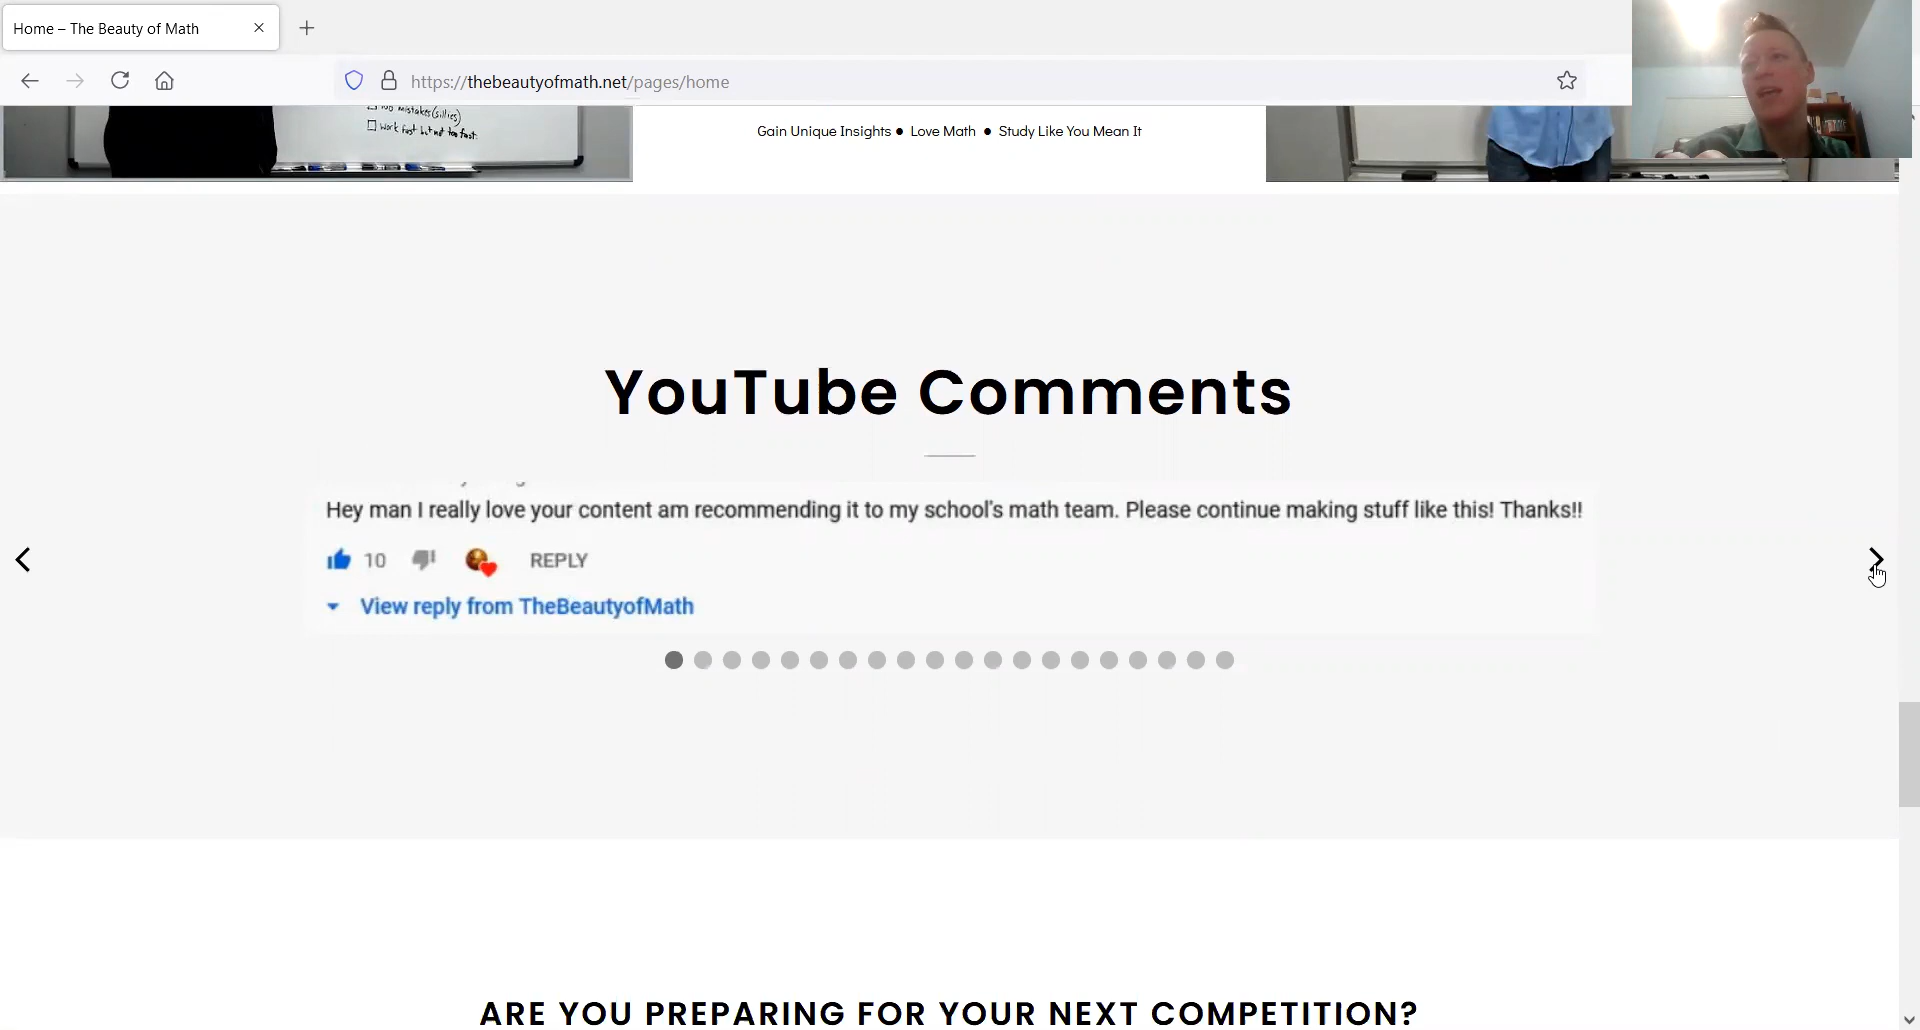 Home – The Beauty of Math
https://thebeautyofmath.net/pages/home
mistakes (sillies)
Work fast but not too fast.
Gain Unique Insights ● Love Math ● Study Like You Mean It
YouTube Comments
Hey man I really love your content am recommending it to my school's math team. Please continue making stuff like this! Thanks!!
10 REPLY
View reply from TheBeautyofMath
ARE YOU PREPARING FOR YOUR NEXT COMPETITION?